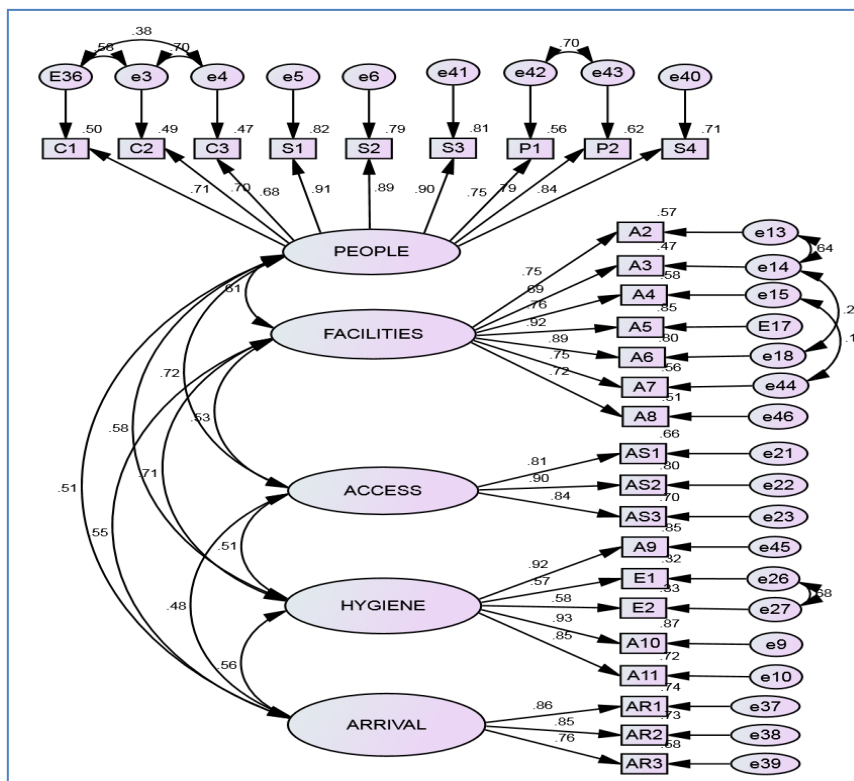 .38
.58 .70
E36 e3 e4 e5 e6 e41 e42 .70 e43 e40
.50 .49 .47 .82 .79 .81 .56 .62 .71
C1 C2 C3 S1 S2 S3 P1 P2 S4
.71 .70 .68 .91 .89 .90 .75 .79 .84
PEOPLE
.57
A2 e13
.64
.47
.75 A3 e14
.61 .58
.69 A4 e15
.76 .85
FACILITIES .92 A5 E17
.80
.89 A6 e18
.75 .56
A7 e44
.72 .51
A8 e46
.72 .53
.66
.81 AS1 e21
.80
ACCESS .90 AS2 e22
.84 .70
AS3 e23
.58 .71 .85
.51 .55 .51 A9 e45
.92 .32
.57 E1 e26
.68
HYGIENE .58 E2 e27
.48 .93 .87
A10 e9
.85 .72
A11 e10
.56 .74
.86 AR1 e37
.73
ARRIVAL .85 AR2 e38
.76 .58
AR3 e39